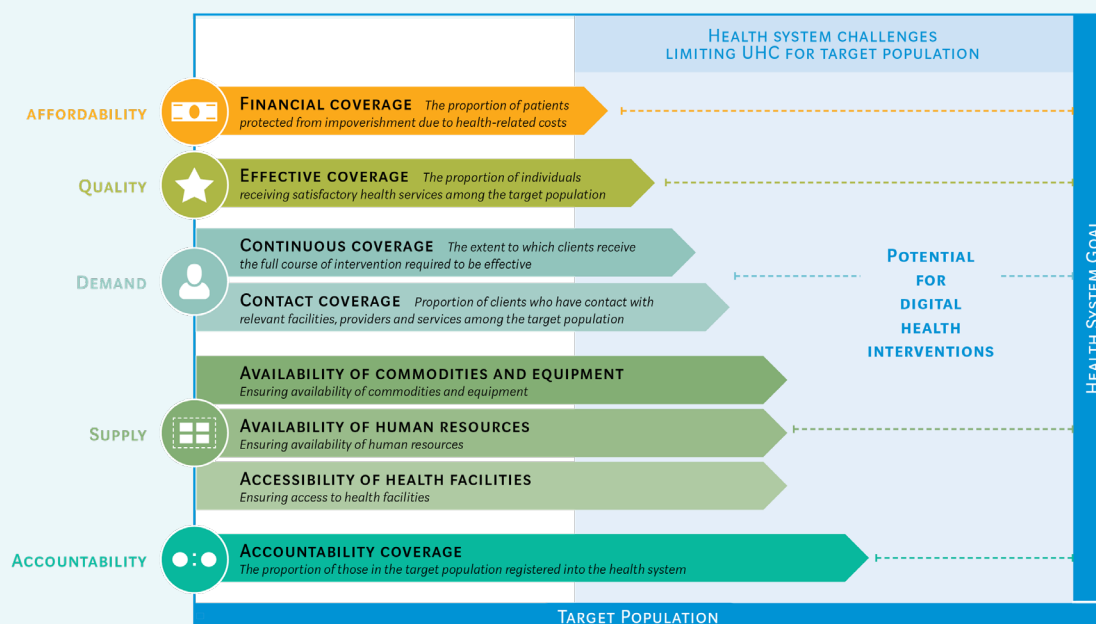 HEALTH SYSTEM CHALLENGES
LIMITING UHC FOR TARGET POPULATION
AFFORDABILITY
FINANCIAL COVERAGE The proportion of patients
protected from impoverishment due to health-related costs
QUALITY
EFFECTIVE COVERAGE The proportion of individuals
receiving satisfactory health services among the target population
DEMAND
CONTINUOUS COVERAGE The extent to which clients receive
the full course of intervention required to be effective
CONTACT COVERAGE Proportion of clients who have contact with
relevant facilities, providers and services among the target population
POTENTIAL
FOR
DIGITAL
HEALTH
INTERVENTIONS
SUPPLY
AVAILABILITY OF COMMODITIES AND EQUIPMENT
Ensuring availability of commodities and equipment
AVAILABILITY OF HUMAN RESOURCES
Ensuring availability of human resources
ACCESSIBILITY OF HEALTH FACILITIES
Ensuring access to health facilities
ACCOUNTABILITY
ACCOUNTABILITY COVERAGE
The proportion of those in the target population registered into the health system
HEALTH SYSTEM GOAL
TARGET POPULATION